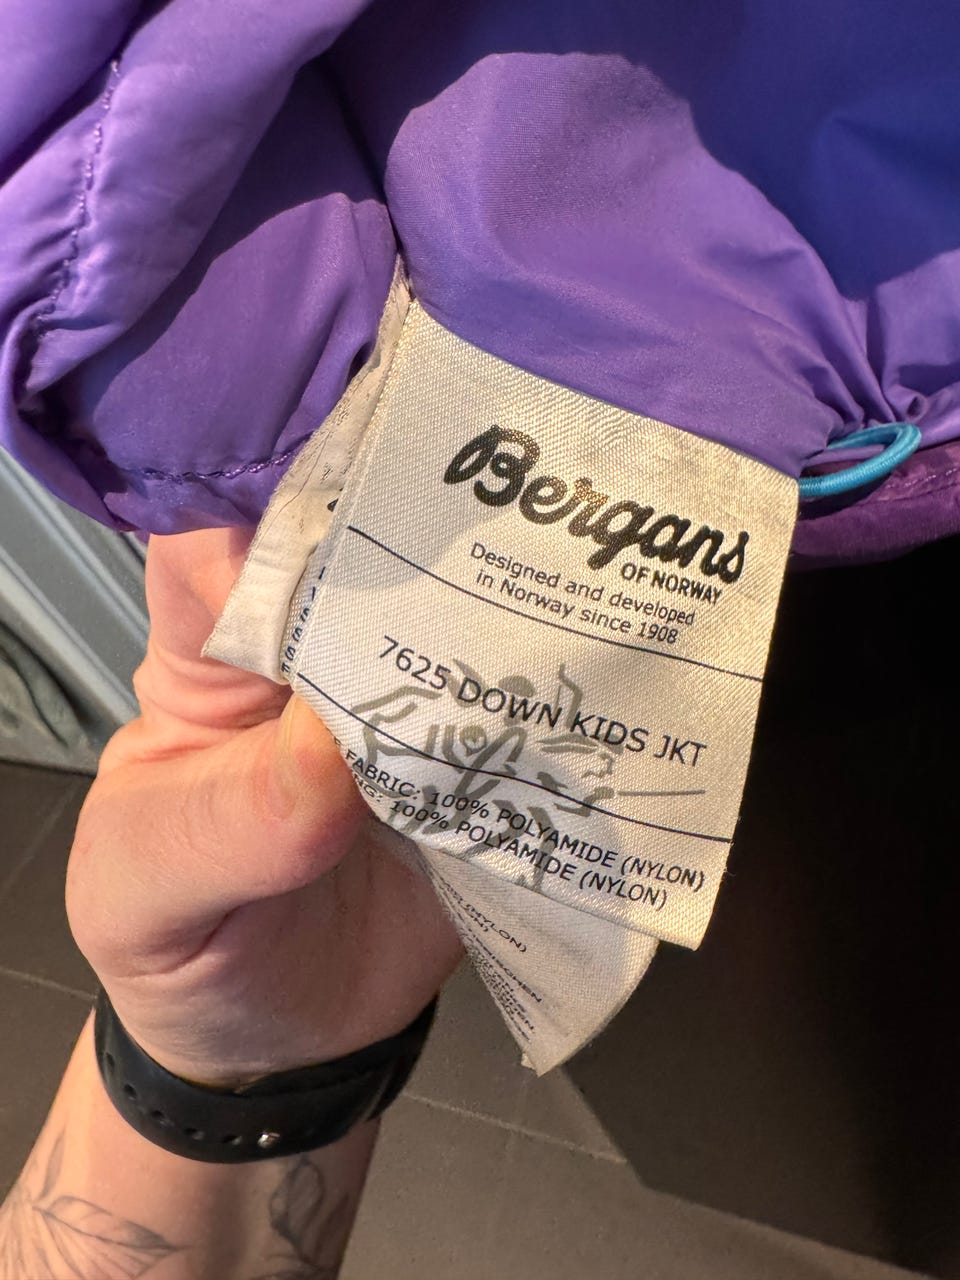 Bergans
OF NORWAY
Designed and developed
in Norway since 1908
7625 DOWN KIDS JKT
FABRIC: 100% POLYAMIDE (NYLON)
100% POLYAMIDE (NYLON)
(NYLON)